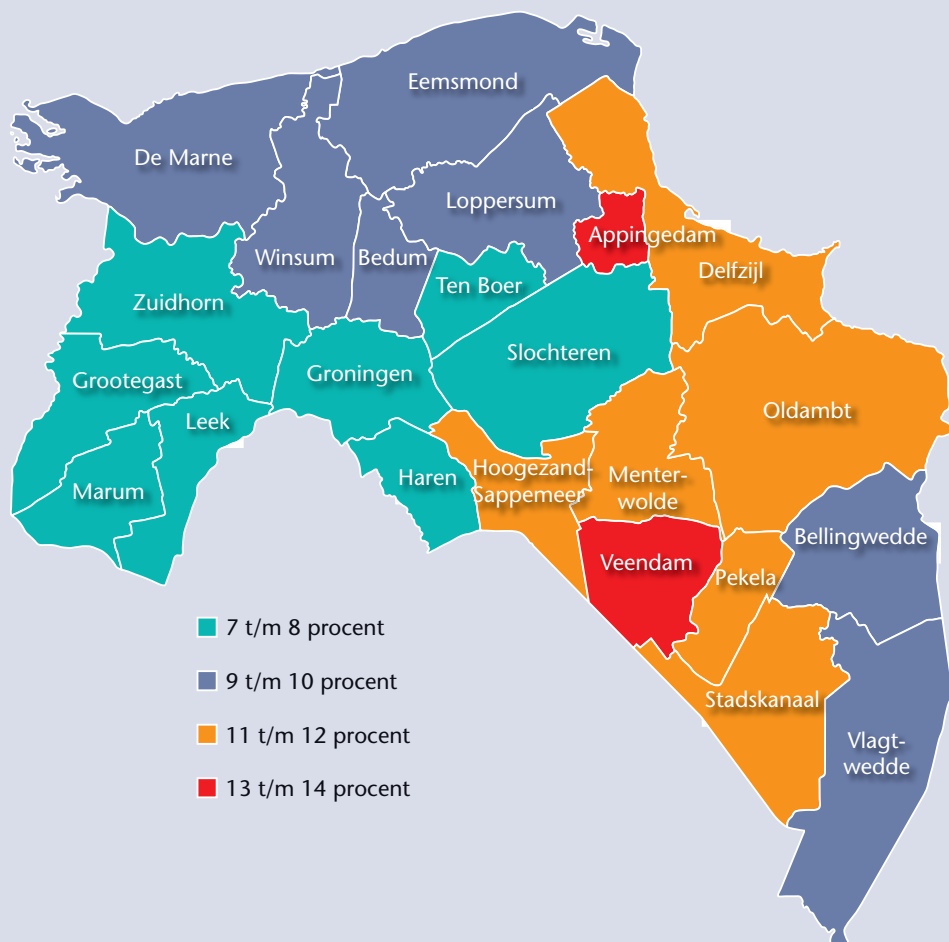 Eemsmond
De Marne
Loppersum
Appingedam
Winsum
Bedum
Delfzijl
Ten Boer
Zuidhorn
Slochteren
Groningen
Grootegast
Oldambt
Leek
Haren
Hoogezand-
Sappemeer
Menter-
wolde
Marum
Bellingwedde
Veendam
Pekela
7 t/m 8 procent
9 t/m 10 procent
Stadskanaal
11 t/m 12 procent
Vlagt-
wedde
13 t/m 14 procent